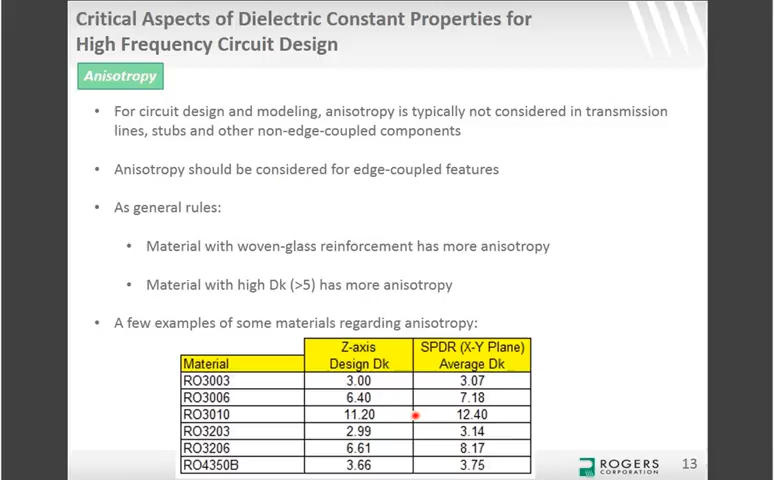 Critical Aspects of Dielectric Constant Properties for
High Frequency Circuit Design
Anisotropy
• For circuit design and modeling, anisotropy is typically not considered in transmission
lines, stubs and other non-edge-coupled components
• Anisotropy should be considered for edge-coupled features
• As general rules:
• Material with woven-glass reinforcement has more anisotropy
• Material with high Dk (>5) has more anisotropy
• A few examples of some materials regarding anisotropy:
Z-axis SPDR (X-Y Plane)
Material Design Dk Average Dk
RO3003 3.00 3.07
RO3006 6.40 7.18
RO3010 11.20 12.40
RO3203 2.99 3.14
RO3206 6.61 8.17
RO4350B 3.66 3.75
ROGERS
CORPORATION
13